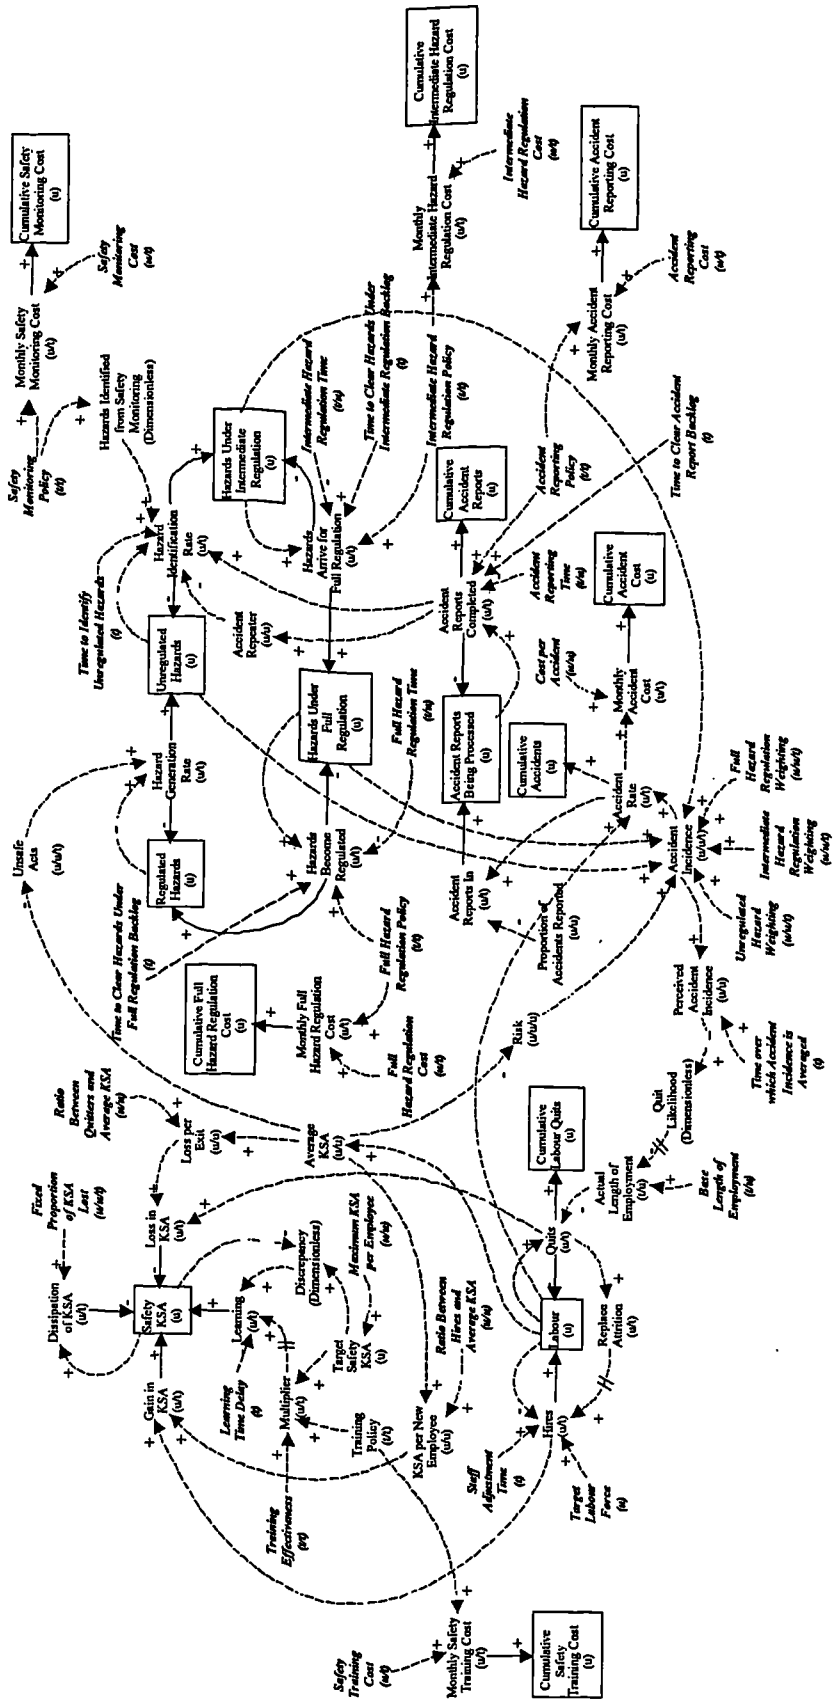 Safety
Training
Cost
(u/t)
Monthly Safety
Training Cost
(u/t)
Cumulative
Safety
Training Cost
(u)
Training
Effectiveness
(t/t)
Gain in
KSA
(u/t)
Dissipation
of KSA
(u/t)
Fixed
Proportion
of KSA
Lost
(u/u/t)
Safety
KSA
(u)
Loss in
KSA
(u/t)
Loss per
Exit
(u/u)
Ratio
Between
Quitters and
Average KSA
(u/u)
Learning
Time Delay
(t)
Learning
(u/t)
Discrepancy
(Dimensionless)
Multiplier
(u/t)
Target
Safety
KSA
(u)
Maximum KSA
per Employee
(u/u)
Training
Policy
(t/t)
Average
KSA
(u/u)
KSA per New
Employee
(u/u)
Ratio Between
Hires and
Average KSA
(u/u)
Staff
Adjustment
Time
(t)
Target
Labour
Force
(u)
Hires
(u/t)
Labour
(u)
Quits
(u/t)
Cumulative
Labour Quits
(u)
Replace
Attrition
(u/t)
Actual Length of
Employment
(t/u)
Base
Length of
Employment
(t/u)
Quit
Likelihood
(Dimensionless)
Perceived
Accident
Incidence
(u/u)
Time over
which Accident
Incidence is
Averaged
(t)
Risk
(u/u/u)
Unsafe
Acts
(u/u/t)
Time to Clear Hazards Under
Full Regulation Backlog
(t)
Regulated
Hazards
(u)
Hazard
Generation
Rate
(u/t)
Unregulated
Hazards
(u)
Time to Identify
Unregulated Hazards
(t)
Hazard
Identification
Rate
(u/t)
Safety
Monitoring
Policy
(t/t)
Hazards Identified
from Safety
Monitoring
(Dimensionless)
Monthly Safety
Monitoring Cost
(u/t)
Safety
Monitoring
Cost
(u/t)
Cumulative Safety
Monitoring Cost
(u)
Cumulative Full
Hazard Regulation
Cost
(u)
Monthly Full
Hazard Regulation
Cost
(u/t)
Full
Hazard Regulation
Cost
(u/t)
Full Hazard
Regulation Policy
(t/t)
Hazards
Become
Regulated
(u/t)
Hazards Under
Full
Regulation
(u)
Full Hazard
Regulation Time
(t/u)
Accident
Repeater
(u/u)
Hazards Under
Intermediate
Regulation
(u)
Hazards
Arrive for
Full Regulation
(u/t)
Intermediate Hazard
Regulation Time
(t/u)
Time to Clear Hazards Under
Intermediate Regulation Backlog
(t)
Intermediate Hazard
Regulation Policy
(t/t)
Monthly
Intermediate Hazard
Regulation Cost
(u/t)
Cumulative
Intermediate Hazard
Regulation Cost
(u)
Intermediate
Hazard Regulation
Cost
(u/t)
Accident
Reports In
(u/t)
Accident Reports
Being Processed
(u)
Accident
Reports
Completed
(u/t)
Cumulative
Accident
Reports
(u)
Proportion of
Accidents Reported
(u/u)
Cumulative
Accidents
(u)
Accident
Reporting
Time
(t/u)
Accident
Reporting
Policy
(t/t)
Monthly Accident
Reporting Cost
(u/t)
Cumulative Accident
Reporting Cost
(u)
Accident
Reporting
Cost
(u/t)
Time to Clear Accident
Report Backlog
(t)
Cost per
Accident
(u/u)
Accident
Rate
(u/t)
Monthly
Accident
Cost
(u/t)
Cumulative
Accident
Cost
(u)
Accident
Incidence
(u/u/t)
Unregulated
Hazard
Weighting
(u/u/t)
Intermediate
Hazard
Regulation
Weighting
(u/u/t)
Full
Hazard
Regulation
Weighting
(u/u/t)